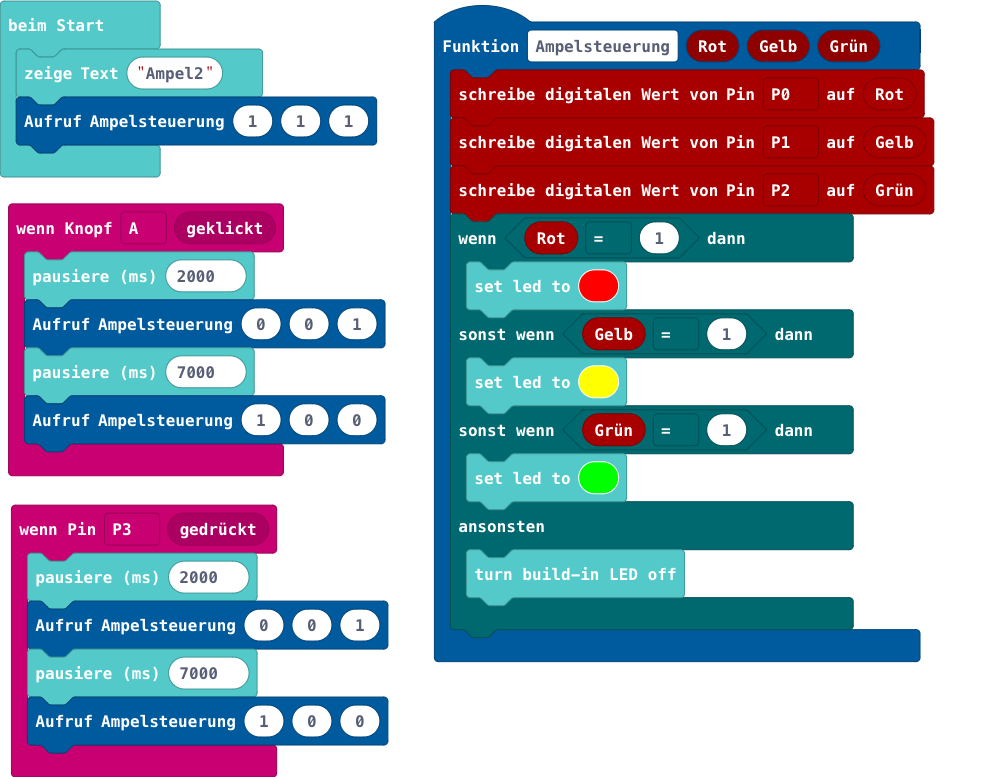 beim Start
zeige Text "Ampel2"
Aufruf Ampelsteuerung 1 1 1
wenn Knopf A geklickt
pausiere (ms) 2000
Aufruf Ampelsteuerung 0 0 1
pausiere (ms) 7000
Aufruf Ampelsteuerung 1 0 0
wenn Pin P3 gedrückt
pausiere (ms) 2000
Aufruf Ampelsteuerung 0 0 1
pausiere (ms) 7000
Aufruf Ampelsteuerung 1 0 0
Funktion Ampelsteuerung Rot Gelb Grün
schreibe digitalen Wert von Pin P0 auf Rot
schreibe digitalen Wert von Pin P1 auf Gelb
schreibe digitalen Wert von Pin P2 auf Grün
wenn Rot = 1 dann
set led to
sonst wenn Gelb = 1 dann
set led to
sonst wenn Grün = 1 dann
set led to
ansonsten
turn build-in LED off